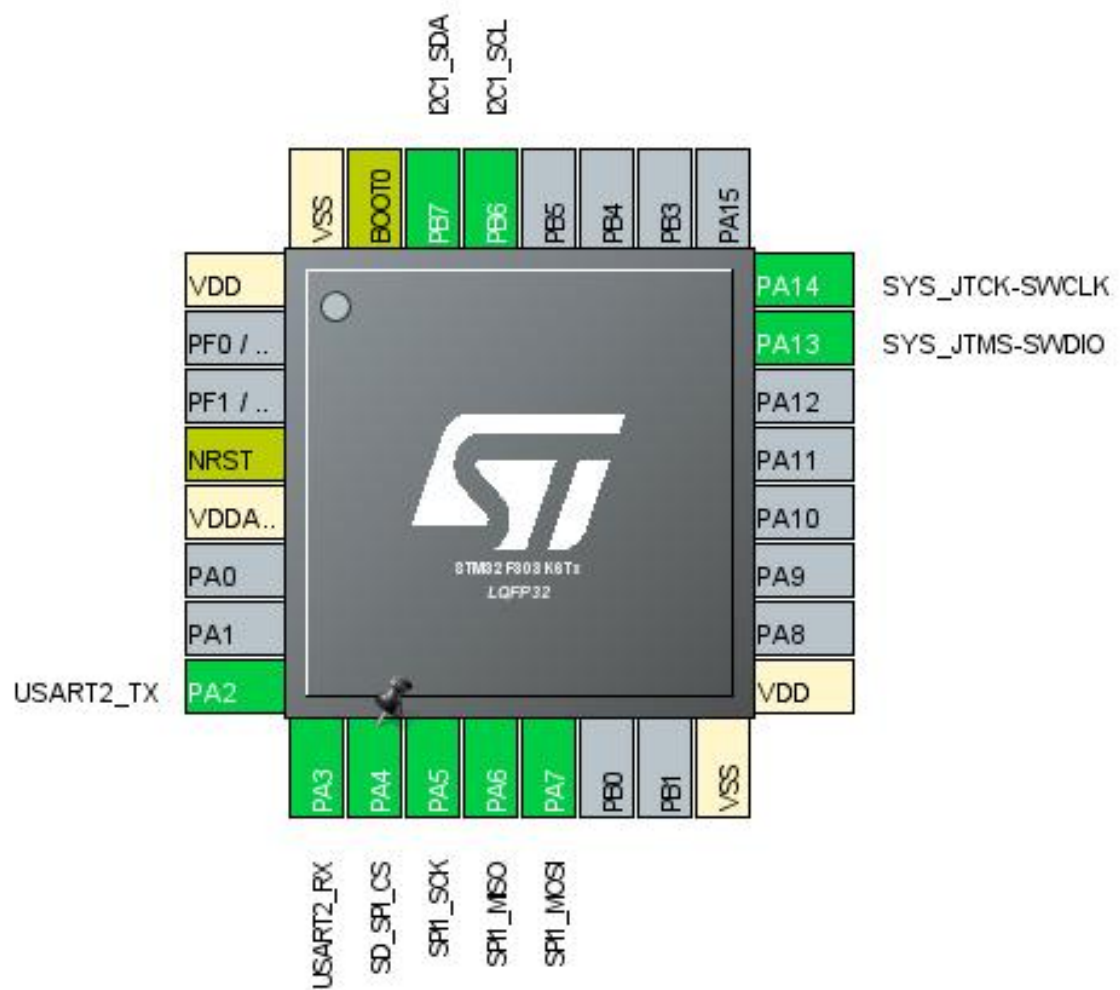 I2C1_SDA
I2C1_SCL
VSS
BOOT0
PB7
PB6
PB5
PB4
PB3
PA15
VDD
PF0 / ..
PF1 / ..
NRST
VDDA..
PA0
PA1
USART2_TX PA2
PA14 SYS_JTCK-SWCLK
PA13 SYS_JTMS-SWDIO
PA12
PA11
PA10
PA9
PA8
VDD
ST
STM32F303K6Tx
LQFP32
PA3
PA4
PA5
PA6
PA7
PB0
PB1
VSS
USART2_RX
SD_SPI_CS
SPI1_SCK
SPI1_MISO
SPI1_MOSI